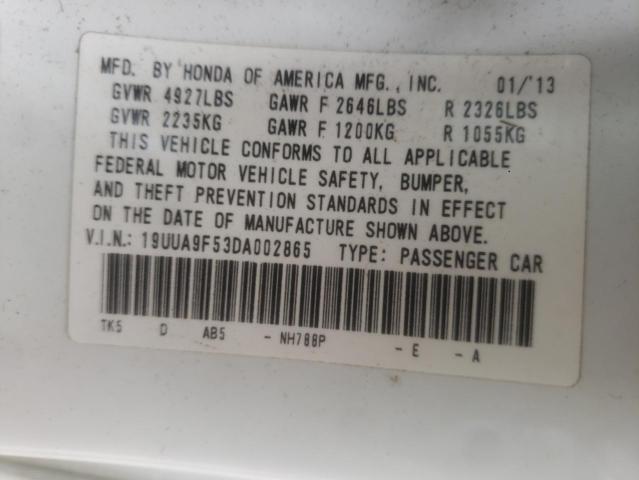 MFD. BY HONDA OF AMERICA MFG., INC. 01/'13
GVWR 4927LBS GAWR F 2646LBS R 2326LBS
GVWR 2235KG GAWR F 1200KG R 1055KG
THIS VEHICLE CONFORMS TO ALL APPLICABLE
FEDERAL MOTOR VEHICLE SAFETY, BUMPER,
AND THEFT PREVENTION STANDARDS IN EFFECT
ON THE DATE OF MANUFACTURE SHOWN ABOVE.
V.I.N.: 19UUA9F53DA002865 TYPE: PASSENGER CAR
TK5 D AB5 - NH788P - E - A